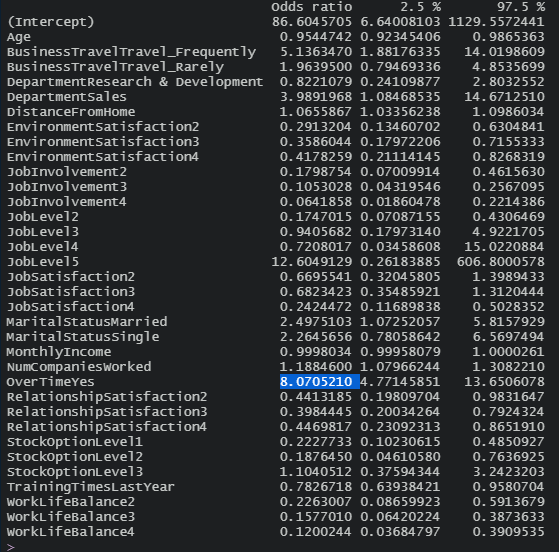 Odds ratio 2.5 % 97.5 %
(Intercept) 86.6045705 6.64008103 1129.5572441
Age 0.9544742 0.92345406 0.9865363
BusinessTravelTravel_Frequently 5.1363470 1.88176335 14.0198609
BusinessTravelTravel_Rarely 1.9639500 0.79469336 4.8535699
DepartmentResearch & Development 0.8221079 0.24109877 2.8032552
DepartmentSales 3.9891968 1.08468535 14.6712510
DistanceFromHome 1.0655867 1.03356238 1.0986034
EnvironmentSatisfaction2 0.2913204 0.13460702 0.6304841
EnvironmentSatisfaction3 0.3586044 0.17972206 0.7155333
EnvironmentSatisfaction4 0.4178259 0.21114145 0.8268319
JobInvolvement2 0.1798754 0.07009914 0.4615630
JobInvolvement3 0.1053028 0.04319546 0.2567095
JobInvolvement4 0.0641858 0.01860478 0.2214386
JobLevel2 0.1747015 0.07087155 0.4306469
JobLevel3 0.9405682 0.17973140 4.9221705
JobLevel4 0.7208017 0.03458608 15.0220884
JobLevel5 12.6049129 0.26183885 606.8000578
JobSatisfaction2 0.6695541 0.32045805 1.3989433
JobSatisfaction3 0.6823423 0.35485921 1.3120444
JobSatisfaction4 0.2424472 0.11689838 0.5028352
MaritalStatusMarried 2.4975103 1.07252057 5.8157929
MaritalStatusSingle 2.2645656 0.78058642 6.5697494
MonthlyIncome 0.9998034 0.99958079 1.0000261
NumCompaniesWorked 1.1884600 1.07966244 1.3082210
OverTimeYes 8.0705210 4.77145851 13.6506078
RelationshipSatisfaction2 0.4413185 0.19809704 0.9831647
RelationshipSatisfaction3 0.3984445 0.20034264 0.7924324
RelationshipSatisfaction4 0.4469817 0.23092313 0.8651910
StockOptionLevel1 0.2227733 0.10230615 0.4850927
StockOptionLevel2 0.1876450 0.04610580 0.7636925
StockOptionLevel3 1.1040512 0.37594344 3.2423203
TrainingTimesLastYear 0.7826718 0.63938421 0.9580704
WorkLifeBalance2 0.2263007 0.08659923 0.5913679
WorkLifeBalance3 0.1577010 0.06420224 0.3873633
WorkLifeBalance4 0.1200244 0.03684797 0.3909535
>